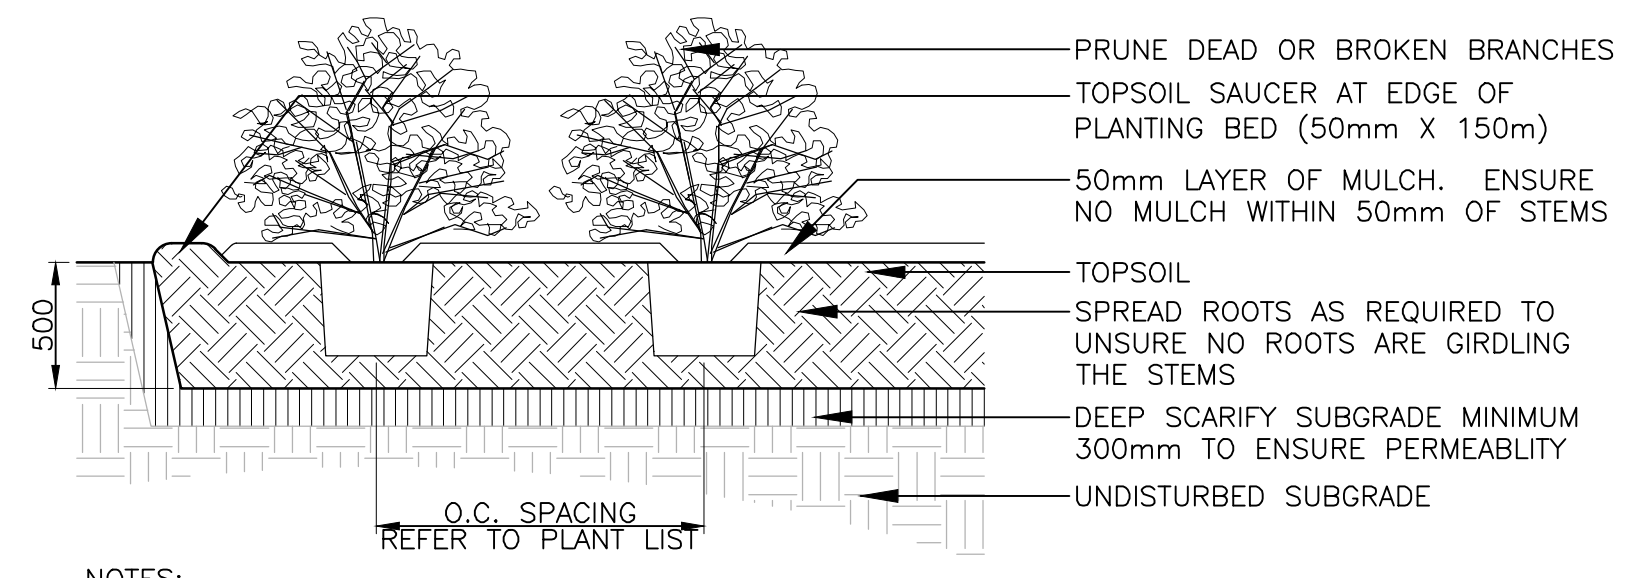 PRUNE DEAD OR BROKEN BRANCHES
TOPSOIL SAUCER AT EDGE OF
PLANTING BED (50mm X 150m)
50mm LAYER OF MULCH. ENSURE
NO MULCH WITHIN 50mm OF STEMS
TOPSOIL
SPREAD ROOTS AS REQUIRED TO
UNSURE NO ROOTS ARE GIRDLING
THE STEMS
DEEP SCARIFY SUBGRADE MINIMUM
300mm TO ENSURE PERMEABLITY
UNDISTURBED SUBGRADE
500
O.C. SPACING
REFER TO PLANT LIST
NOTES: